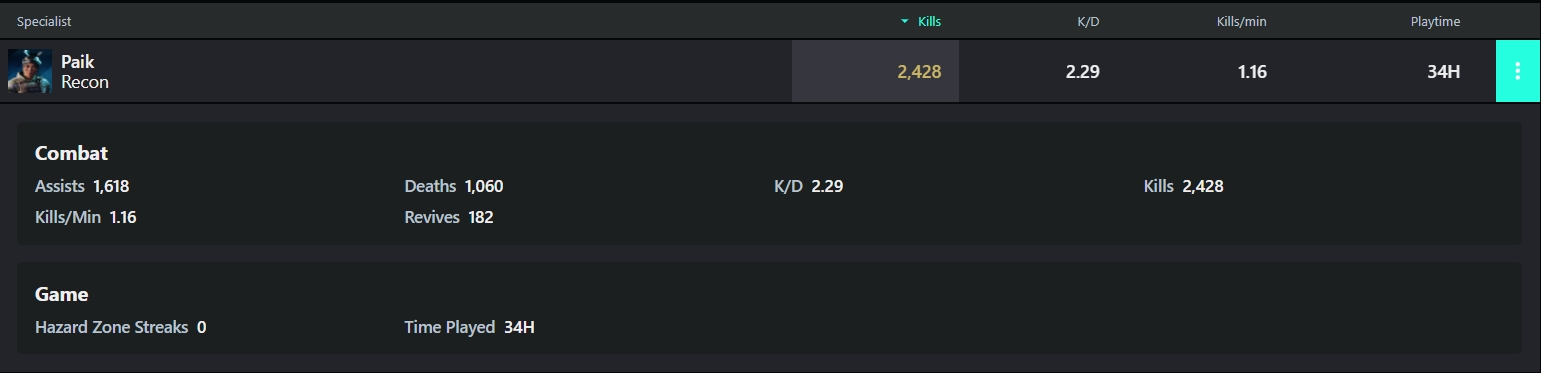 Specialist Kills K/D Kills/min Playtime
Paik
Recon
2,428 2.29 1.16 34H
Combat
Assists 1,618 Deaths 1,060 K/D 2.29 Kills 2,428
Kills/Min 1.16 Revives 182
Game
Hazard Zone Streaks 0 Time Played 34H